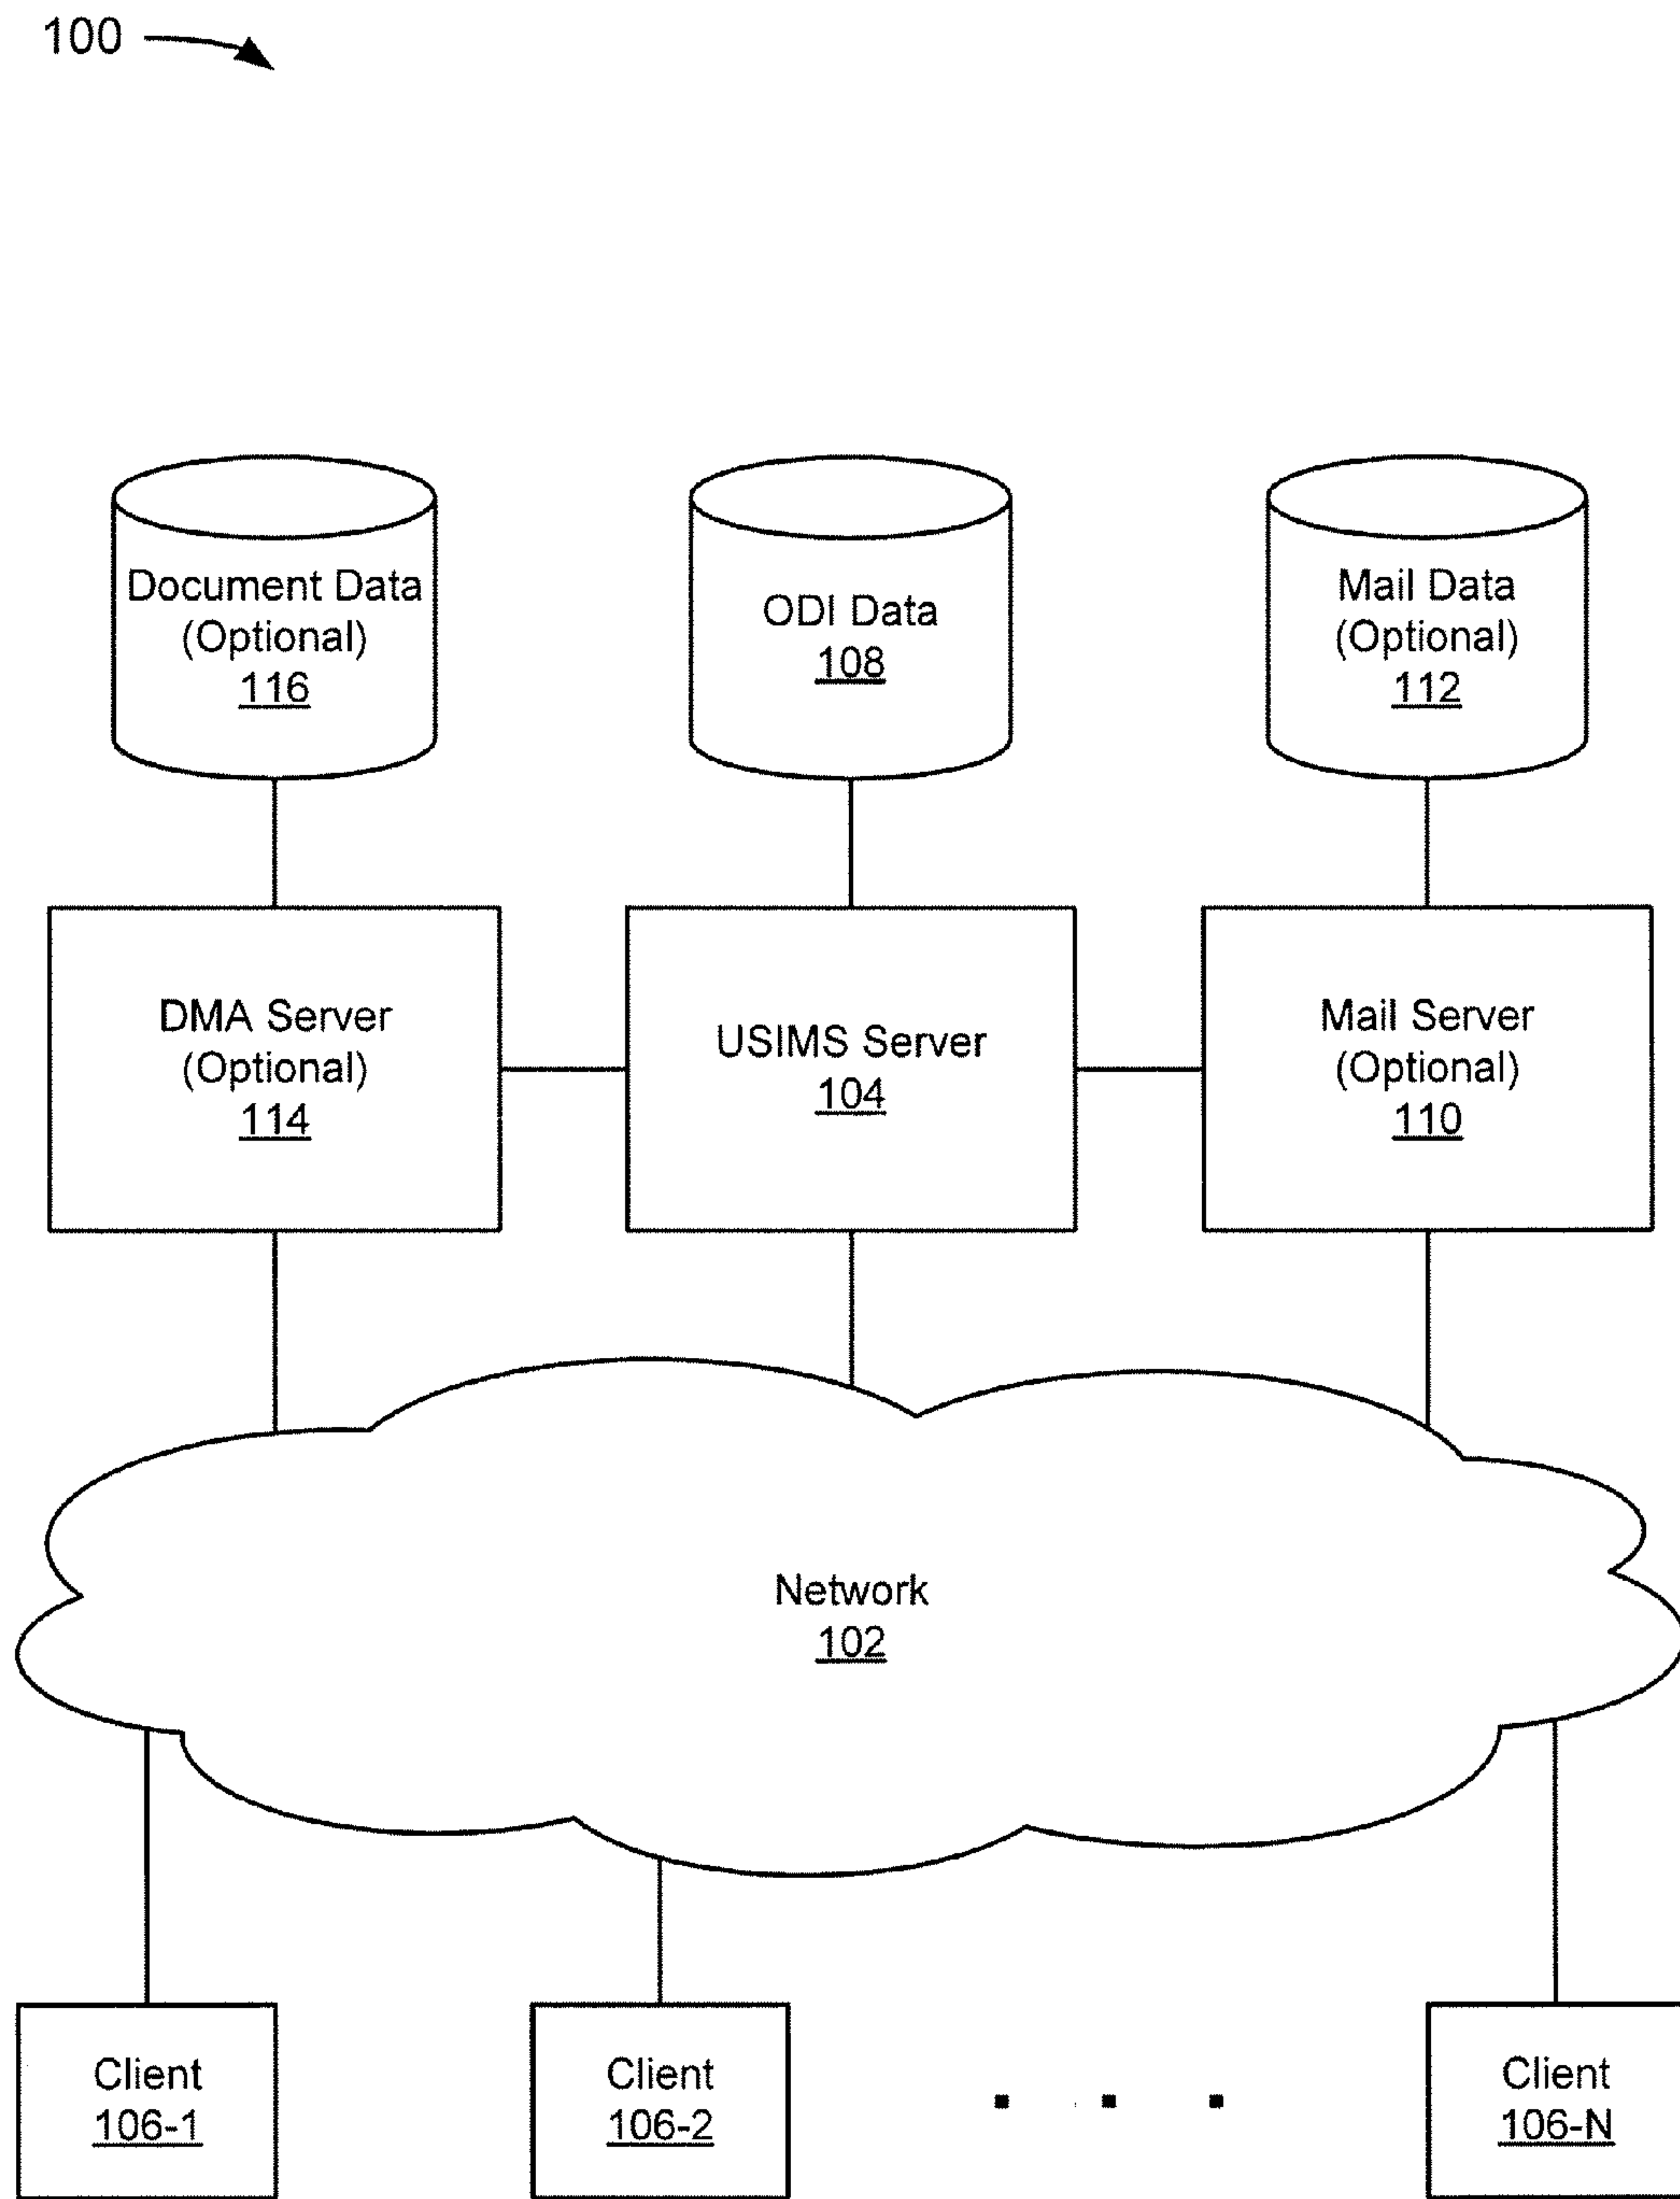 100
Document Data
(Optional)
116
ODI Data
108
Mail Data
(Optional)
112
DMA Server
(Optional)
114
USIMS Server
104
Mail Server
(Optional)
110
Network
102
Client
106-1
Client
106-2
Client
106-N